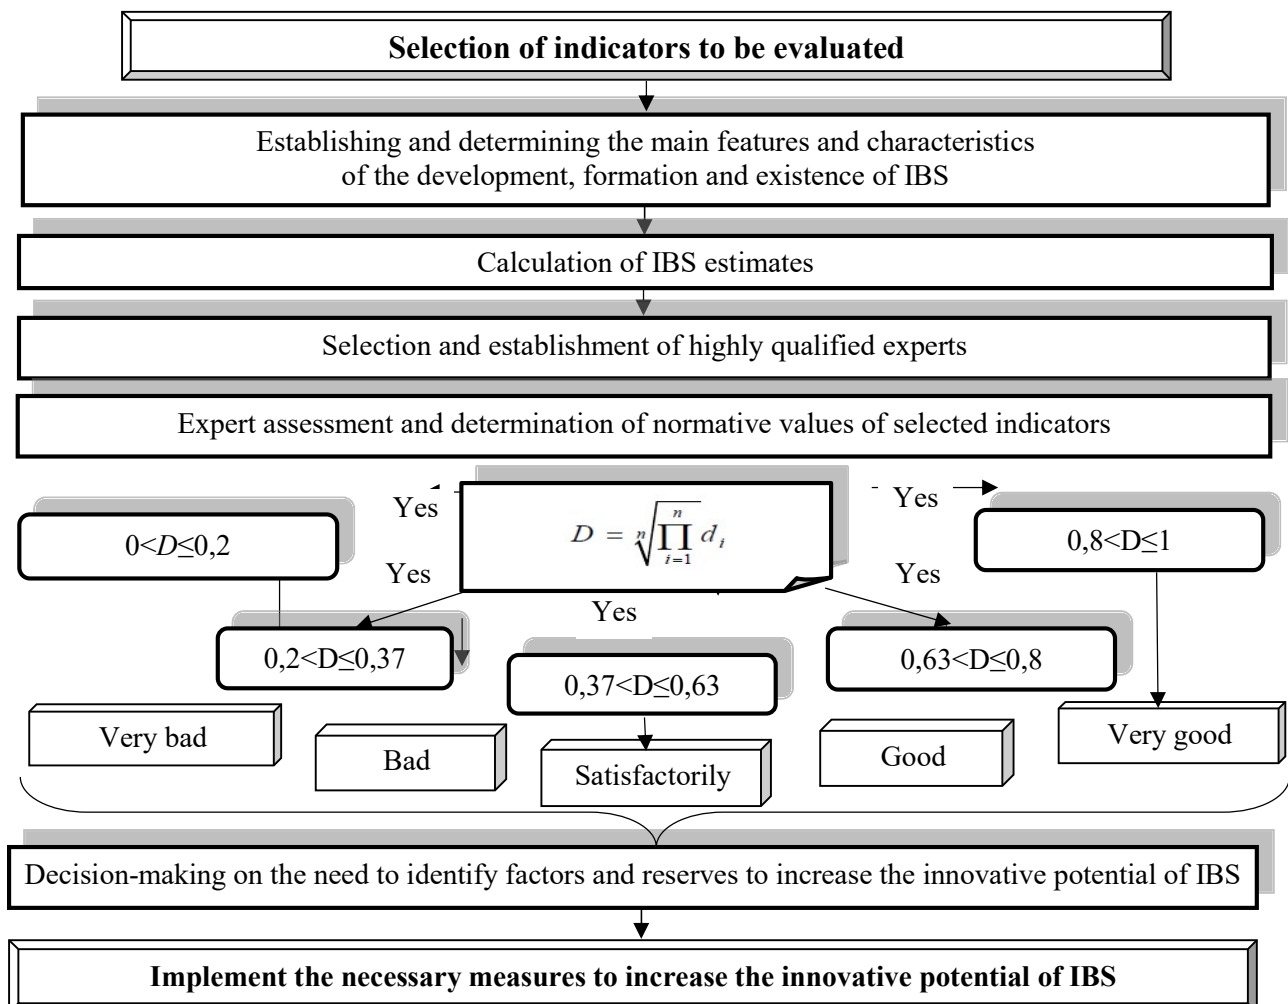 Selection of indicators to be evaluated
Establishing and determining the main features and characteristics
of the development, formation and existence of IBS
Calculation of IBS estimates
Selection and establishment of highly qualified experts
Expert assessment and determination of normative values of selected indicators
Yes
Yes
0<D≤0,2
D = \sqrt[n]{\prod_{i=1}^{n} d_i}
0,8<D≤1
Yes
Yes
Yes
0,2<D≤0,37
0,37<D≤0,63
0,63<D≤0,8
Very bad
Bad
Satisfactorily
Good
Very good
Decision-making on the need to identify factors and reserves to increase the innovative potential of IBS
Implement the necessary measures to increase the innovative potential of IBS